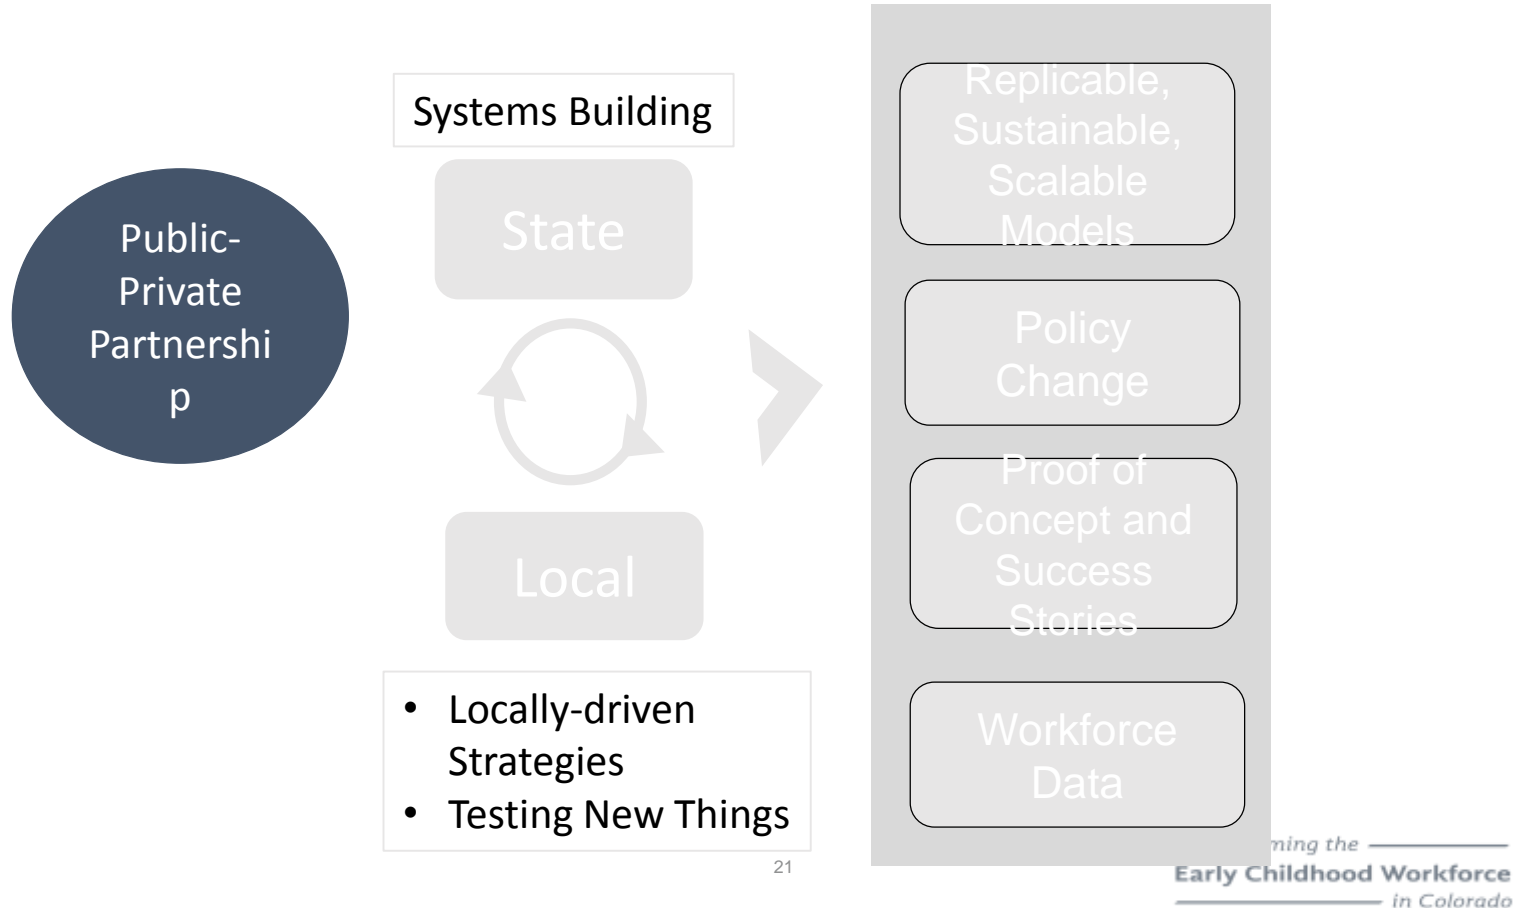 Public-
Private
Partnershi
p
Systems Building
State
Local
• Locally-driven
Strategies
• Testing New Things
Replicable,
Sustainable,
Scalable
Models
Policy
Change
Proof of
Concept and
Success
Stories
Workforce
Data
21
ming the
Early Childhood Workforce
in Colorado